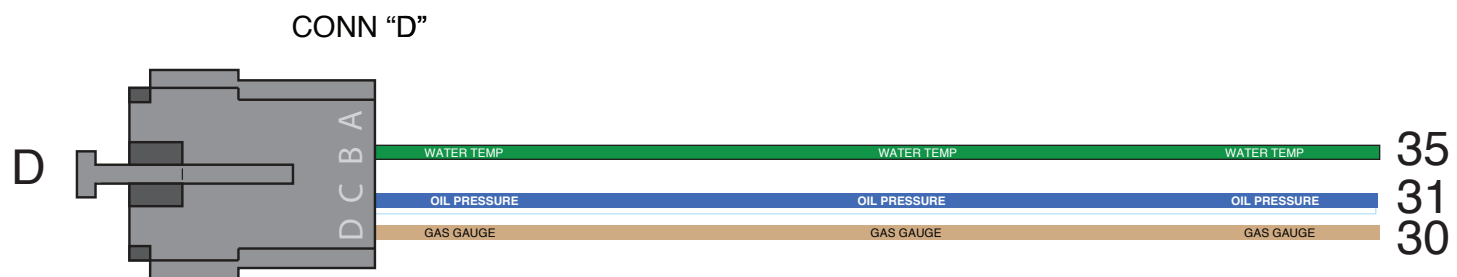 CONN “D”
A
WATER TEMP WATER TEMP WATER TEMP 35
B
D
C
OIL PRESSURE OIL PRESSURE OIL PRESSURE 31
D
GAS GAUGE GAS GAUGE GAS GAUGE 30